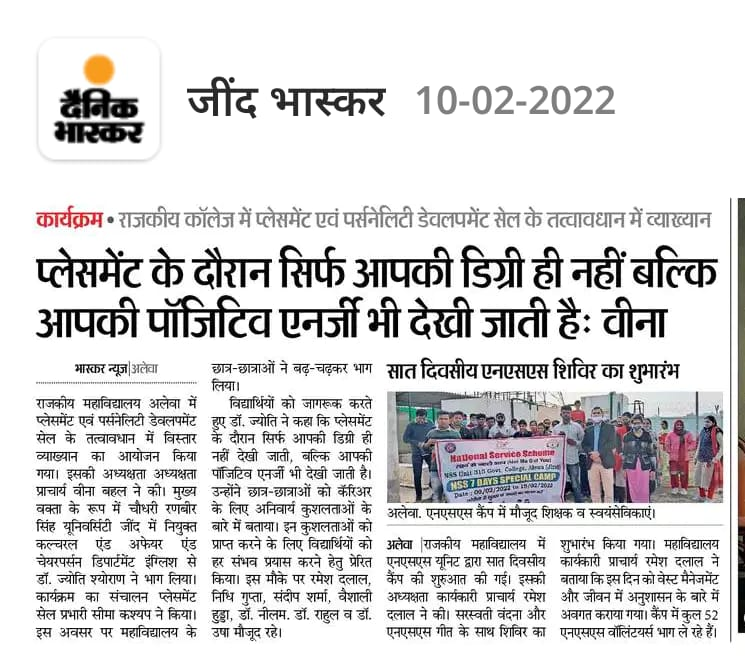 दैनिक
भास्कर
जींद भास्कर 10-02-2022
कार्यक्रम • राजकीय कॉलेज में प्लेसमेंट एवं पर्सनेलिटी डेवलपमेंट सेल के तत्वावधान में व्याख्यान
प्लेसमेंट के दौरान सिर्फ आपकी डिग्री ही नहीं बल्कि
आपकी पॉजिटिव एनर्जी भी देखी जाती हैः वीना
भास्कर न्यूज|अलेवा
राजकीय महाविद्यालय अलेवा में
प्लेसमेंट एवं पर्सनेलिटी डेवलपमेंट
सेल के तत्वावधान में विस्तार
व्याख्यान का आयोजन किया
गया। इसकी अध्यक्षता अध्यक्षता
प्राचार्य वीना बहल ने की। मुख्य
वक्ता के रूप में चौधरी रणबीर
सिंह यूनिवर्सिटी जींद में नियुक्त
कल्चरल एंड अफेयर एंड
चेयरपर्सन डिपार्टमेंट इंग्लिश से
डॉ. ज्योति श्योराण ने भाग लिया।
कार्यक्रम का संचालन प्लेसमेंट
सेल प्रभारी सीमा कश्यप ने किया।
इस अवसर पर महाविद्यालय के
छात्र-छात्राओं ने बढ़-चढ़कर भाग
लिया।
विद्यार्थियों को जागरूक करते
हुए डॉ. ज्योति ने कहा कि प्लेसमेंट
के दौरान सिर्फ आपकी डिग्री ही
नहीं देखी जाती, बल्कि आपकी
पॉजिटिव एनर्जी भी देखी जाती है।
उन्होंने छात्र-छात्राओं को कॅरिअर
के लिए अनिवार्य कुशलताओं के
बारे में बताया। इन कुशलताओं को
प्राप्त करने के लिए विद्यार्थियों को
हर संभव प्रयास करने हेतु प्रेरित
किया। इस मौके पर रमेश दलाल,
निधि गुप्ता, संदीप शर्मा, वैशाली
हुड्डा, डॉ. नीलम. डॉ. राहुल व डॉ.
उषा मौजूद रहे।
सात दिवसीय एनएसएस शिविर का शुभारंभ
National Service Scheme
(Not Me But You)
NSS Unit 315 Govt. College, Alewa (Jind)
NSS 7 DAYS SPECIAL CAMP
Date : 09/02/2022 to 15/02/2022
अलेवा. एनएसएस कैंप में मौजूद शिक्षक व स्वयंसेविकाएं।
अलेवा |राजकीय महाविद्यालय में
एनएसएस यूनिट द्वारा सात दिवसीय
कैंप की शुरुआत की गई। इसकी
अध्यक्षता कार्यकारी प्राचार्य रमेश
दलाल ने की। सरस्वती वंदना और
एनएसएस गीत के साथ शिविर का
शुभारंभ किया गया। महाविद्यालय
कार्यकारी प्राचार्य रमेश दलाल ने
बताया कि इस दिन को वेस्ट मैनेजमेंट
और जीवन में अनुशासन के बारे में
अवगत कराया गया। कैंप में कुल 52
एनएसएस वॉलिंटयर्स भाग ले रहे हैं।